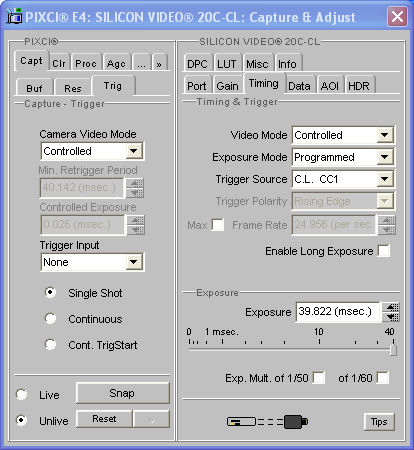 PIXCI® E4: SILICON VIDEO® 20C-CL: Capture & Adjust
PIXCI®
Capt Clr Proc Agc ... »
Buf Res Trig
Capture - Trigger
Camera Video Mode
Controlled
Min. Retrigger Period
40.142 (msec.)
Controlled Exposure
0.026 (msec.)
Trigger Input
None
Single Shot
Continuous
Cont. TrigStart
Live
Snap
Unlive
Reset
SILICON VIDEO® 20C-CL
DPC LUT Misc Info
Port Gain Timing Data AOI HDR
Timing & Trigger
Video Mode Controlled
Exposure Mode Programmed
Trigger Source C.L. CC1
Trigger Polarity Rising Edge
Max Frame Rate 24.956 (per sec
Enable Long Exposure
Exposure
Exposure 39.822 (msec.)
0 1 msec. 10 40
Exp. Mult. of 1/50 of 1/60
Tips